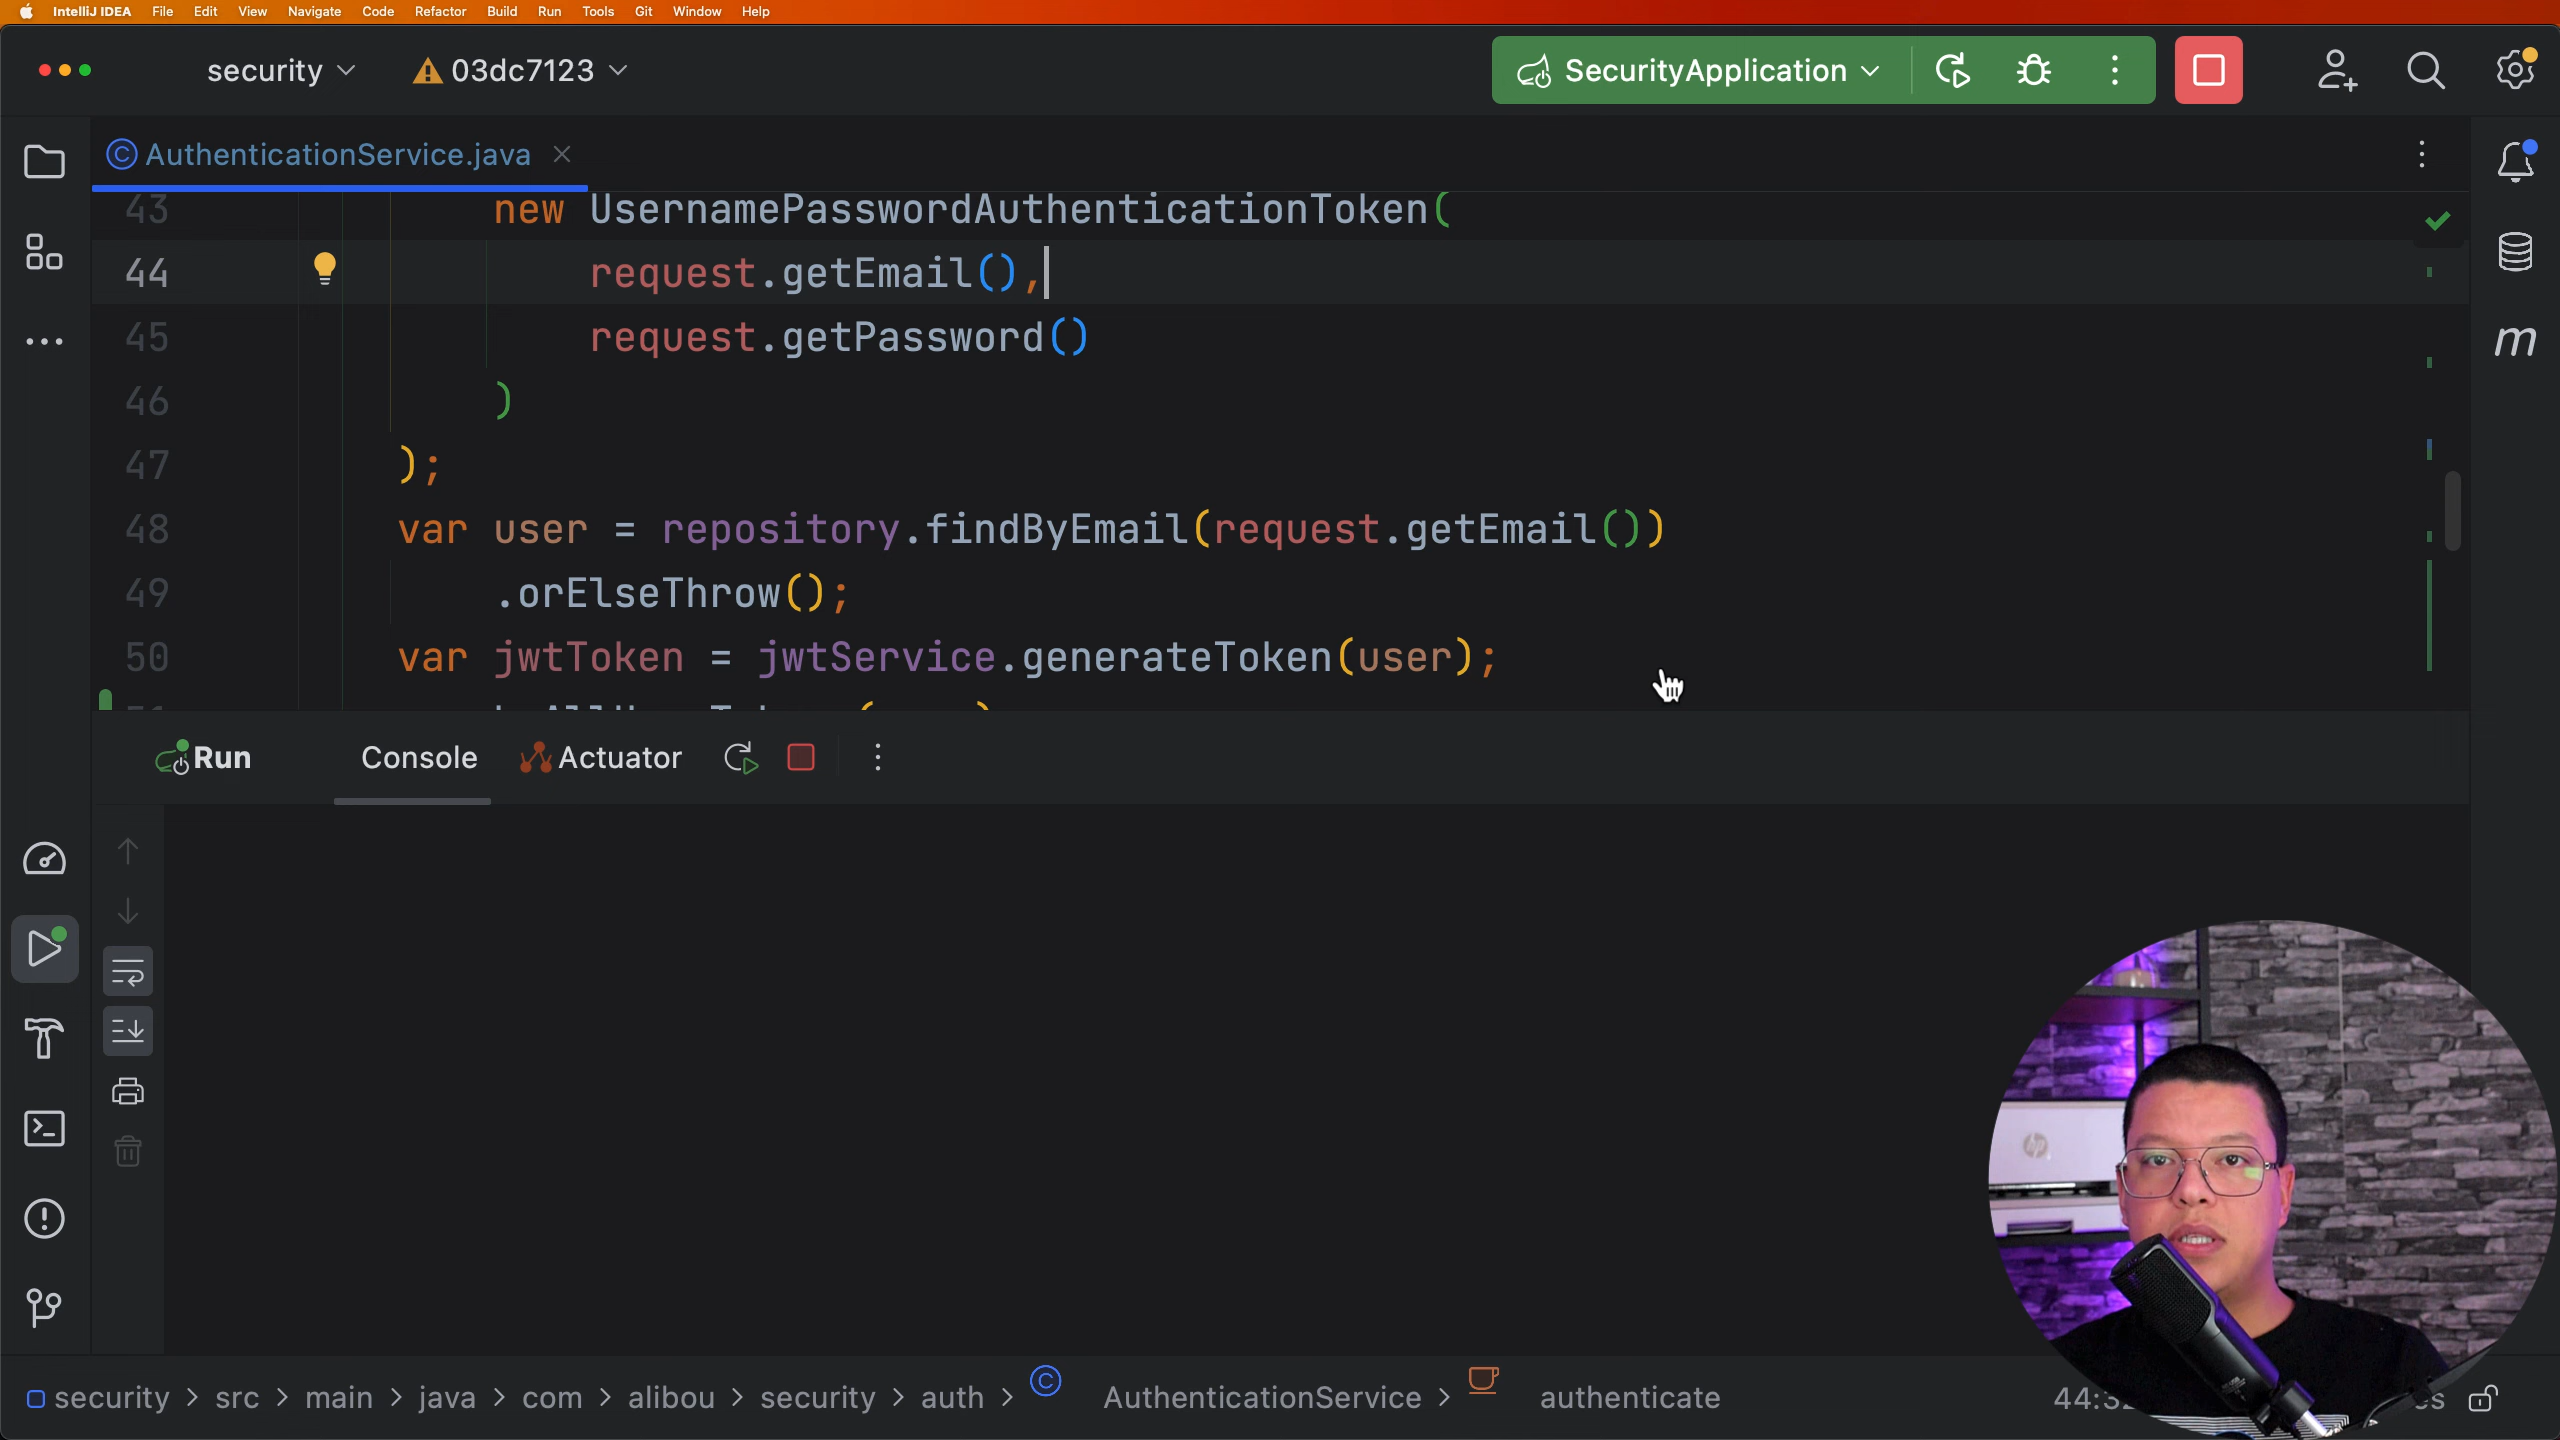 IntelliJ IDEA File Edit View Navigate Code Refactor Build Run Tools Git Window Help
security 03dc7123 SecurityApplication
AuthenticationService.java
43 new UsernamePasswordAuthenticationToken(
44 request.getEmail(),
45 request.getPassword()
46 )
47 );
48 var user = repository.findByEmail(request.getEmail())
49 .orElseThrow();
50 var jwtToken = jwtService.generateToken(user);
m
Run Console Actuator
hp
security > src > main > java > com > alibou > security > auth > AuthenticationService > authenticate